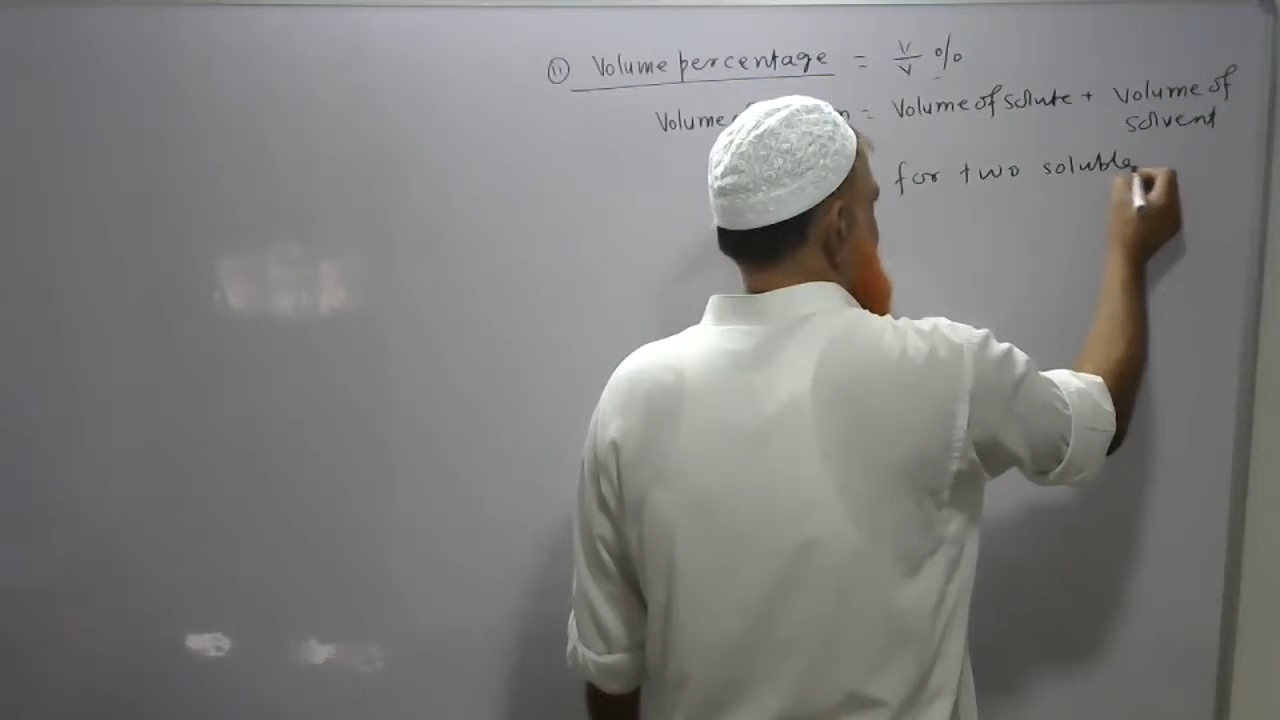 (ii) Volume percentage = V/V %
Volume = Volume of solute + Volume of
solvent
for two soluble